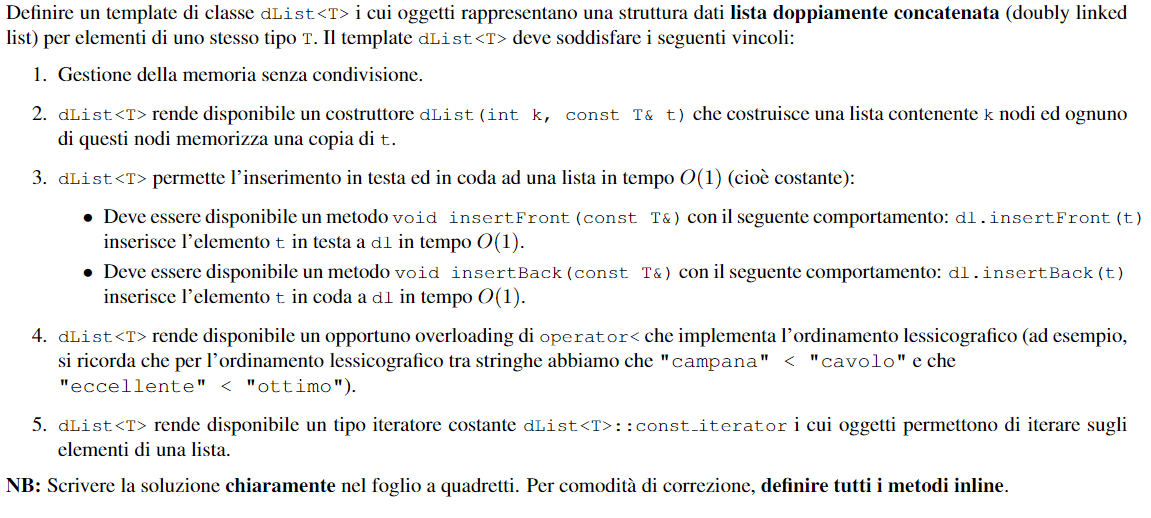 Definire un template di classe dList<T> i cui oggetti rappresentano una struttura dati lista doppiamente concatenata (doubly linked
list) per elementi di uno stesso tipo T. Il template dList<T> deve soddisfare i seguenti vincoli:
1. Gestione della memoria senza condivisione.
2. dList<T> rende disponibile un costruttore dList(int k, const T& t) che costruisce una lista contenente k nodi ed ognuno
di questi nodi memorizza una copia di t.
3. dList<T> permette l'inserimento in testa ed in coda ad una lista in tempo O(1) (cioè costante):
• Deve essere disponibile un metodo void insertFront(const T&) con il seguente comportamento: dl.insertFront(t)
inserisce l'elemento t in testa a dl in tempo O(1).
• Deve essere disponibile un metodo void insertBack(const T&) con il seguente comportamento: dl.insertBack(t)
inserisce l'elemento t in coda a dl in tempo O(1).
4. dList<T> rende disponibile un opportuno overloading di operator< che implementa l'ordinamento lessicografico (ad esempio,
si ricorda che per l'ordinamento lessicografico tra stringhe abbiamo che "campana" < "cavolo" e che
"eccellente" < "ottimo").
5. dList<T> rende disponibile un tipo iteratore costante dList<T>::const_iterator i cui oggetti permettono di iterare sugli
elementi di una lista.
NB: Scrivere la soluzione chiaramente nel foglio a quadretti. Per comodità di correzione, definire tutti i metodi inline.